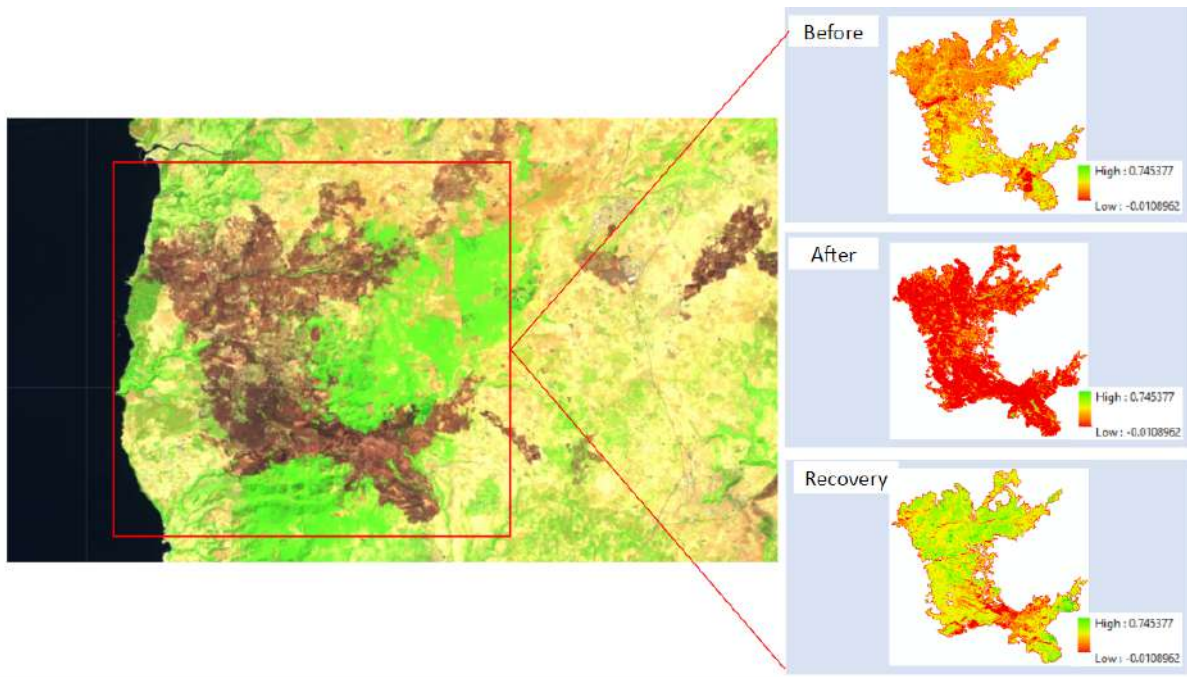 Before
High : 0.745377
Low : -0.0108962
After
High : 0.745377
Low : -0.0108962
Recovery
High : 0.745377
Low : -0.0108962